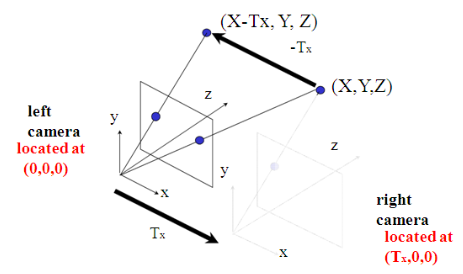 (X-Tx, Y, Z)
-Tx
(X,Y,Z)
z
y
left
camera
located at
(0,0,0)
x
Tx
z
y
x
right
camera
located at
(Tx,0,0)